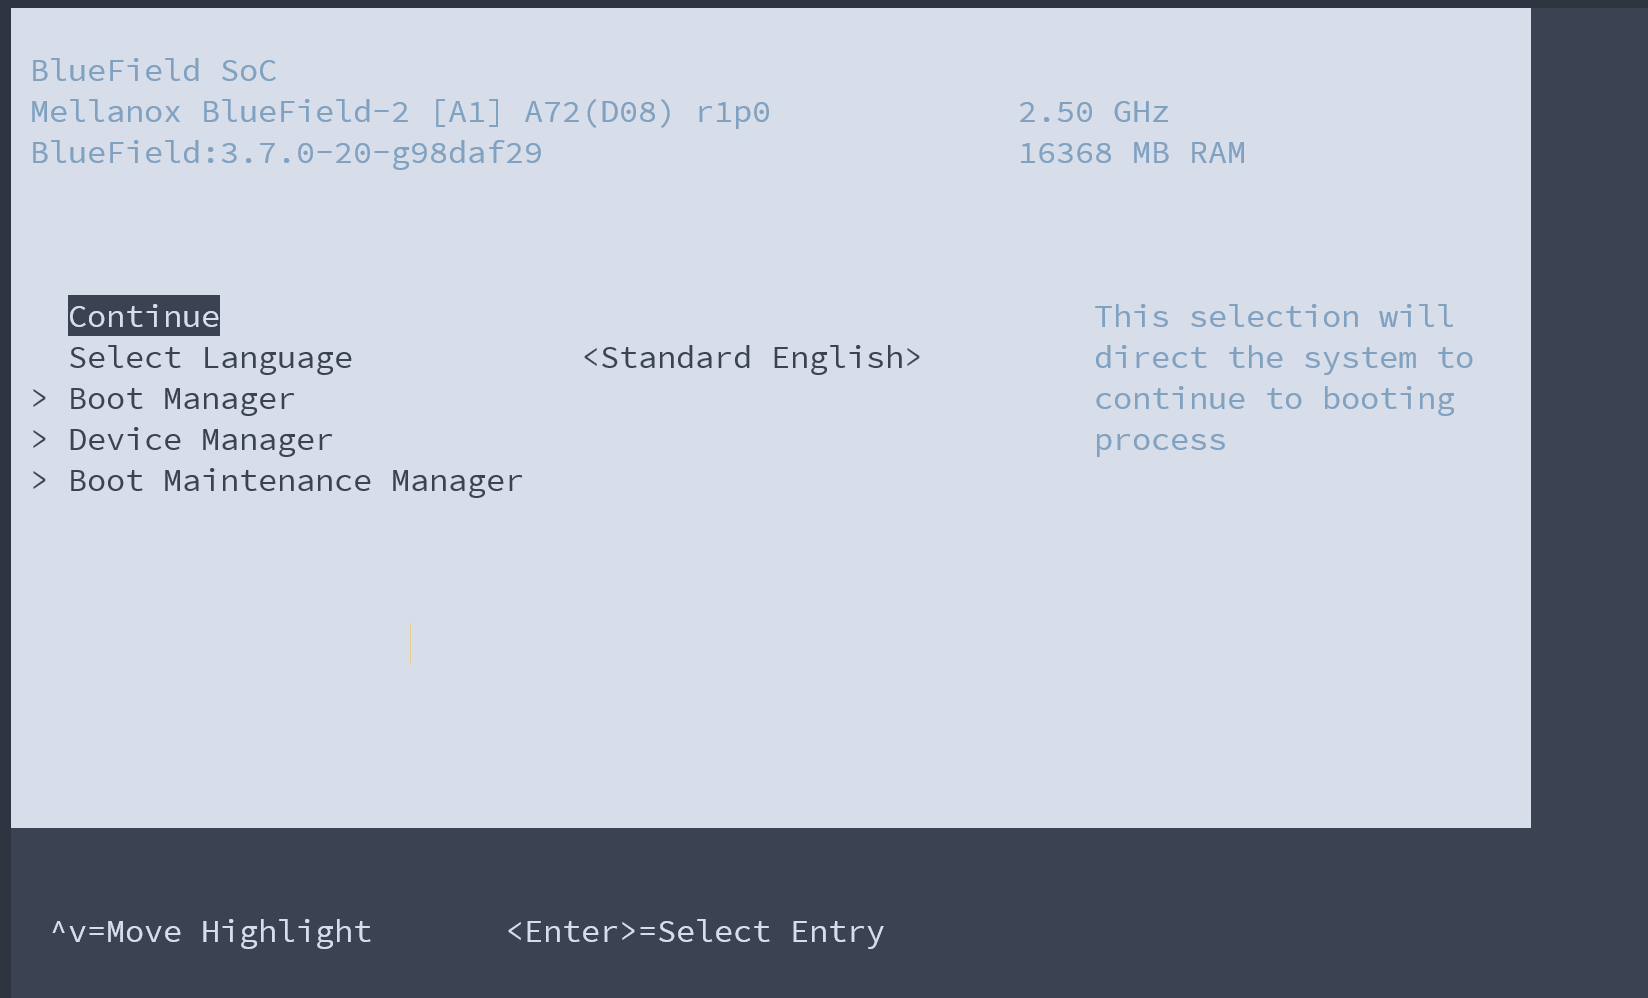 BlueField SoC
Mellanox BlueField-2 [A1] A72(D08) r1p0 2.50 GHz
BlueField:3.7.0-20-g98daf29 16368 MB RAM
Continue This selection will
Select Language <Standard English> direct the system to
> Boot Manager continue to booting
> Device Manager process
> Boot Maintenance Manager
^v=Move Highlight <Enter>=Select Entry